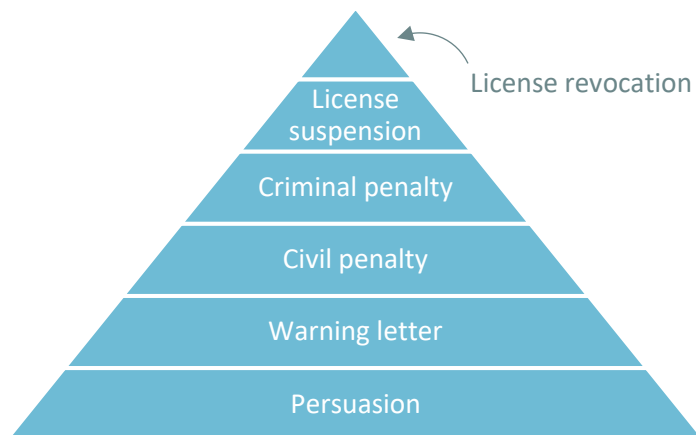 License revocation
License
suspension
Criminal penalty
Civil penalty
Warning letter
Persuasion